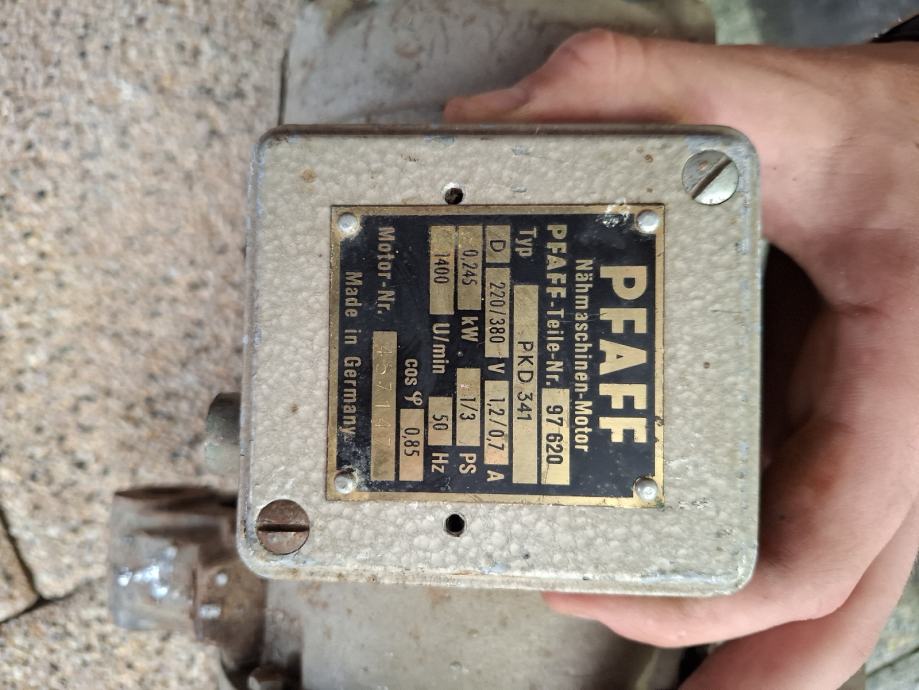 PFAFF
Nähmaschinen-Motor
PFAFF-Teile-Nr. 97 620
Typ PKD 341
D 220/380 V 1,2/0,7 A
0,245 kW 1/3 PS
1400 U/min 50 Hz
cos φ 0,85
Motor-Nr.
Made in Germany